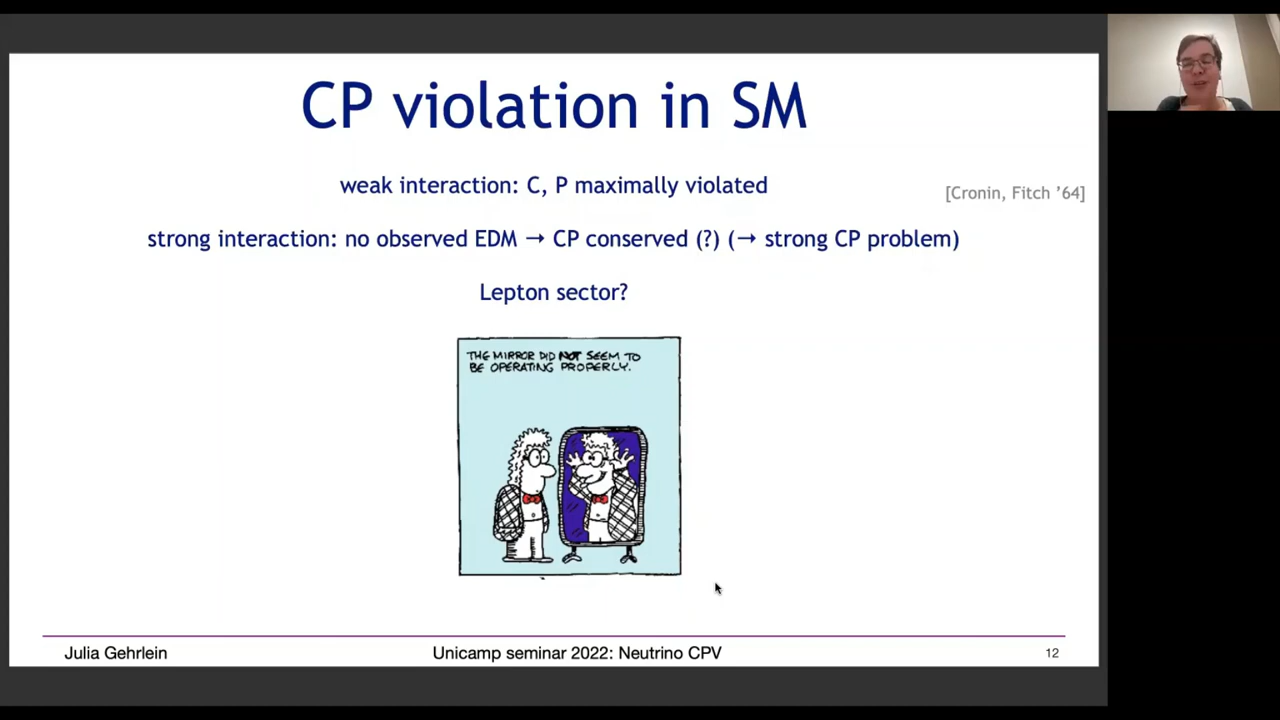 CP violation in SM
weak interaction: C, P maximally violated
[Cronin, Fitch ’64]
strong interaction: no observed EDM → CP conserved (?) (→ strong CP problem)
Lepton sector?
THE MIRROR DID NOT SEEM TO
BE OPERATING PROPERLY.
Julia Gehrlein
Unicamp seminar 2022: Neutrino CPV
12